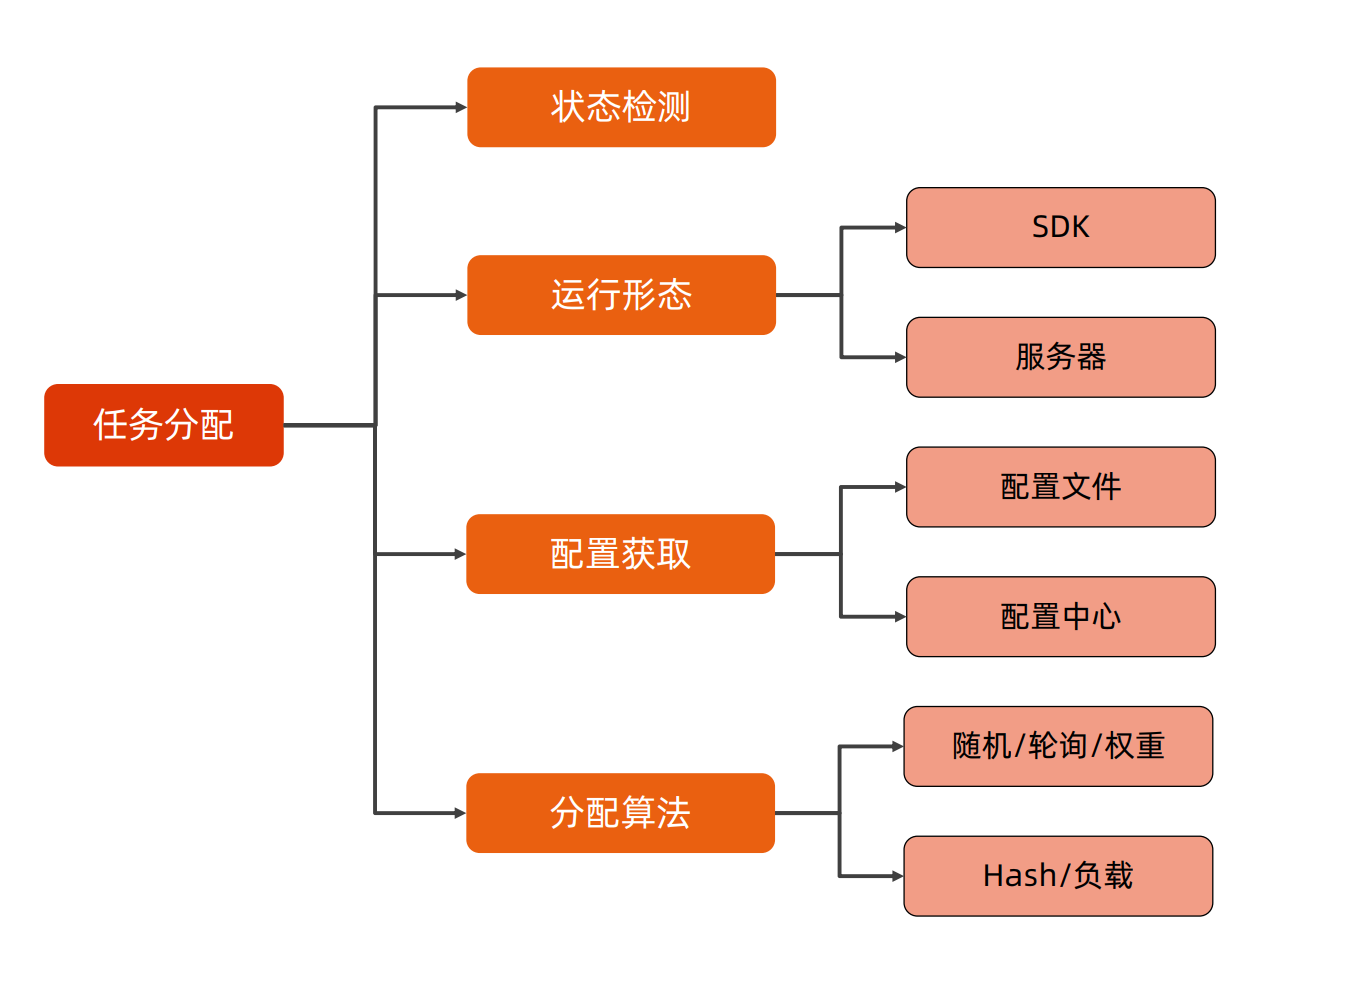 任务分配
状态检测
运行形态
SDK
服务器
配置获取
配置文件
配置中心
分配算法
随机/轮询/权重
Hash/负载